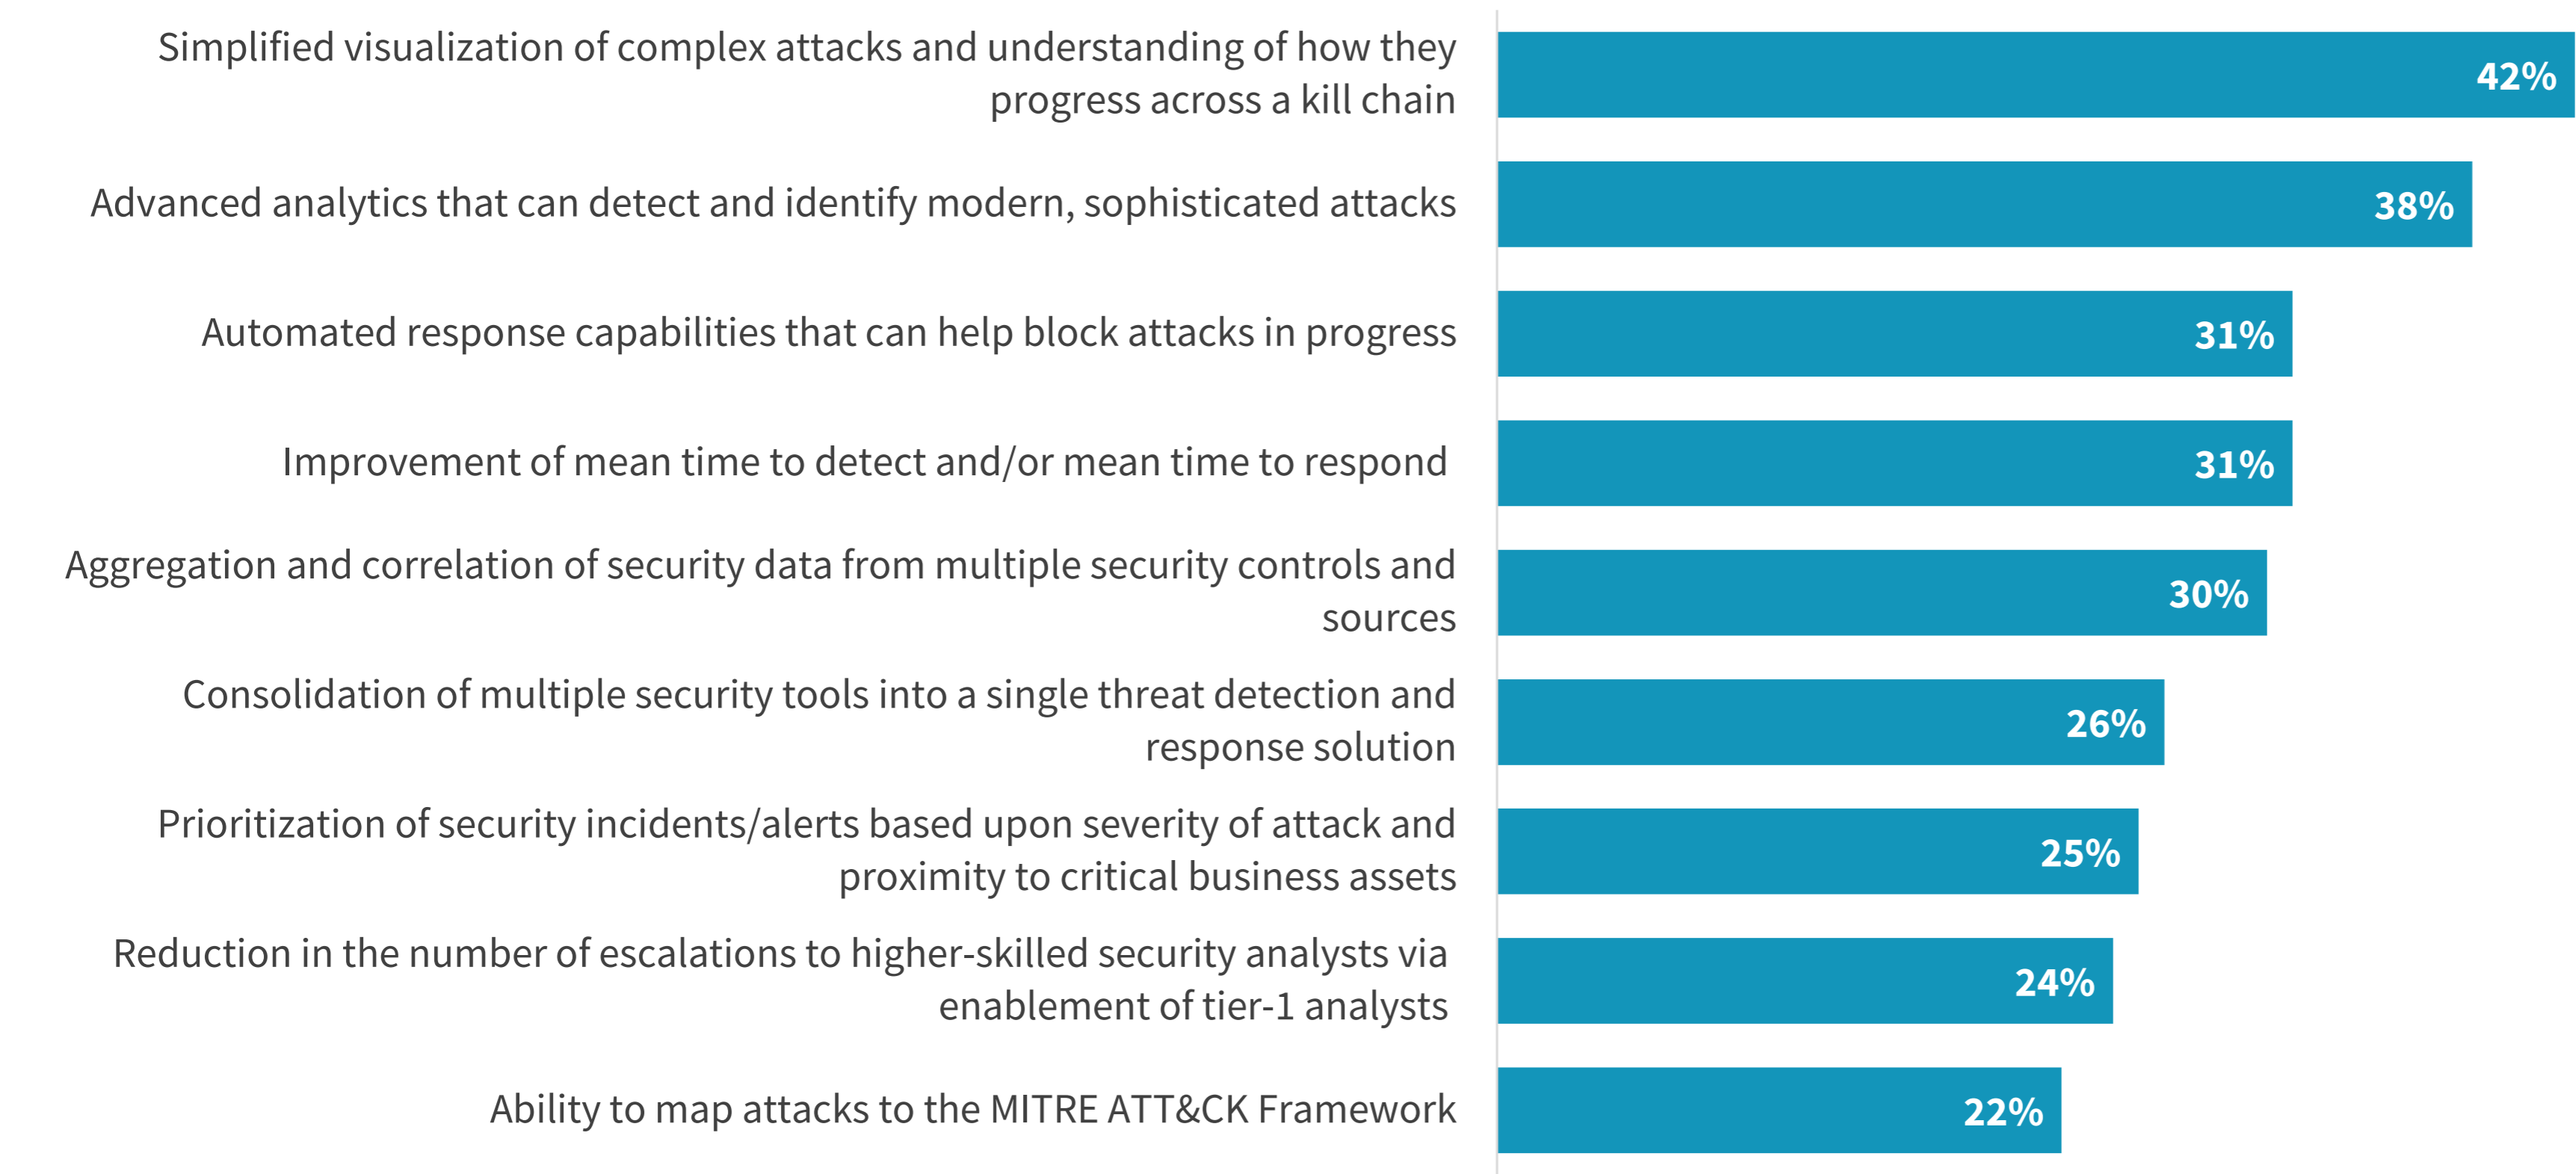 Simplified visualization of complex attacks and understanding of how they
progress across a kill chain
42%
Advanced analytics that can detect and identify modern, sophisticated attacks
38%
Automated response capabilities that can help block attacks in progress
31%
Improvement of mean time to detect and/or mean time to respond
31%
Aggregation and correlation of security data from multiple security controls and
sources
30%
Consolidation of multiple security tools into a single threat detection and
response solution
26%
Prioritization of security incidents/alerts based upon severity of attack and
proximity to critical business assets
25%
Reduction in the number of escalations to higher-skilled security analysts via
enablement of tier-1 analysts
24%
Ability to map attacks to the MITRE ATT&CK Framework
22%